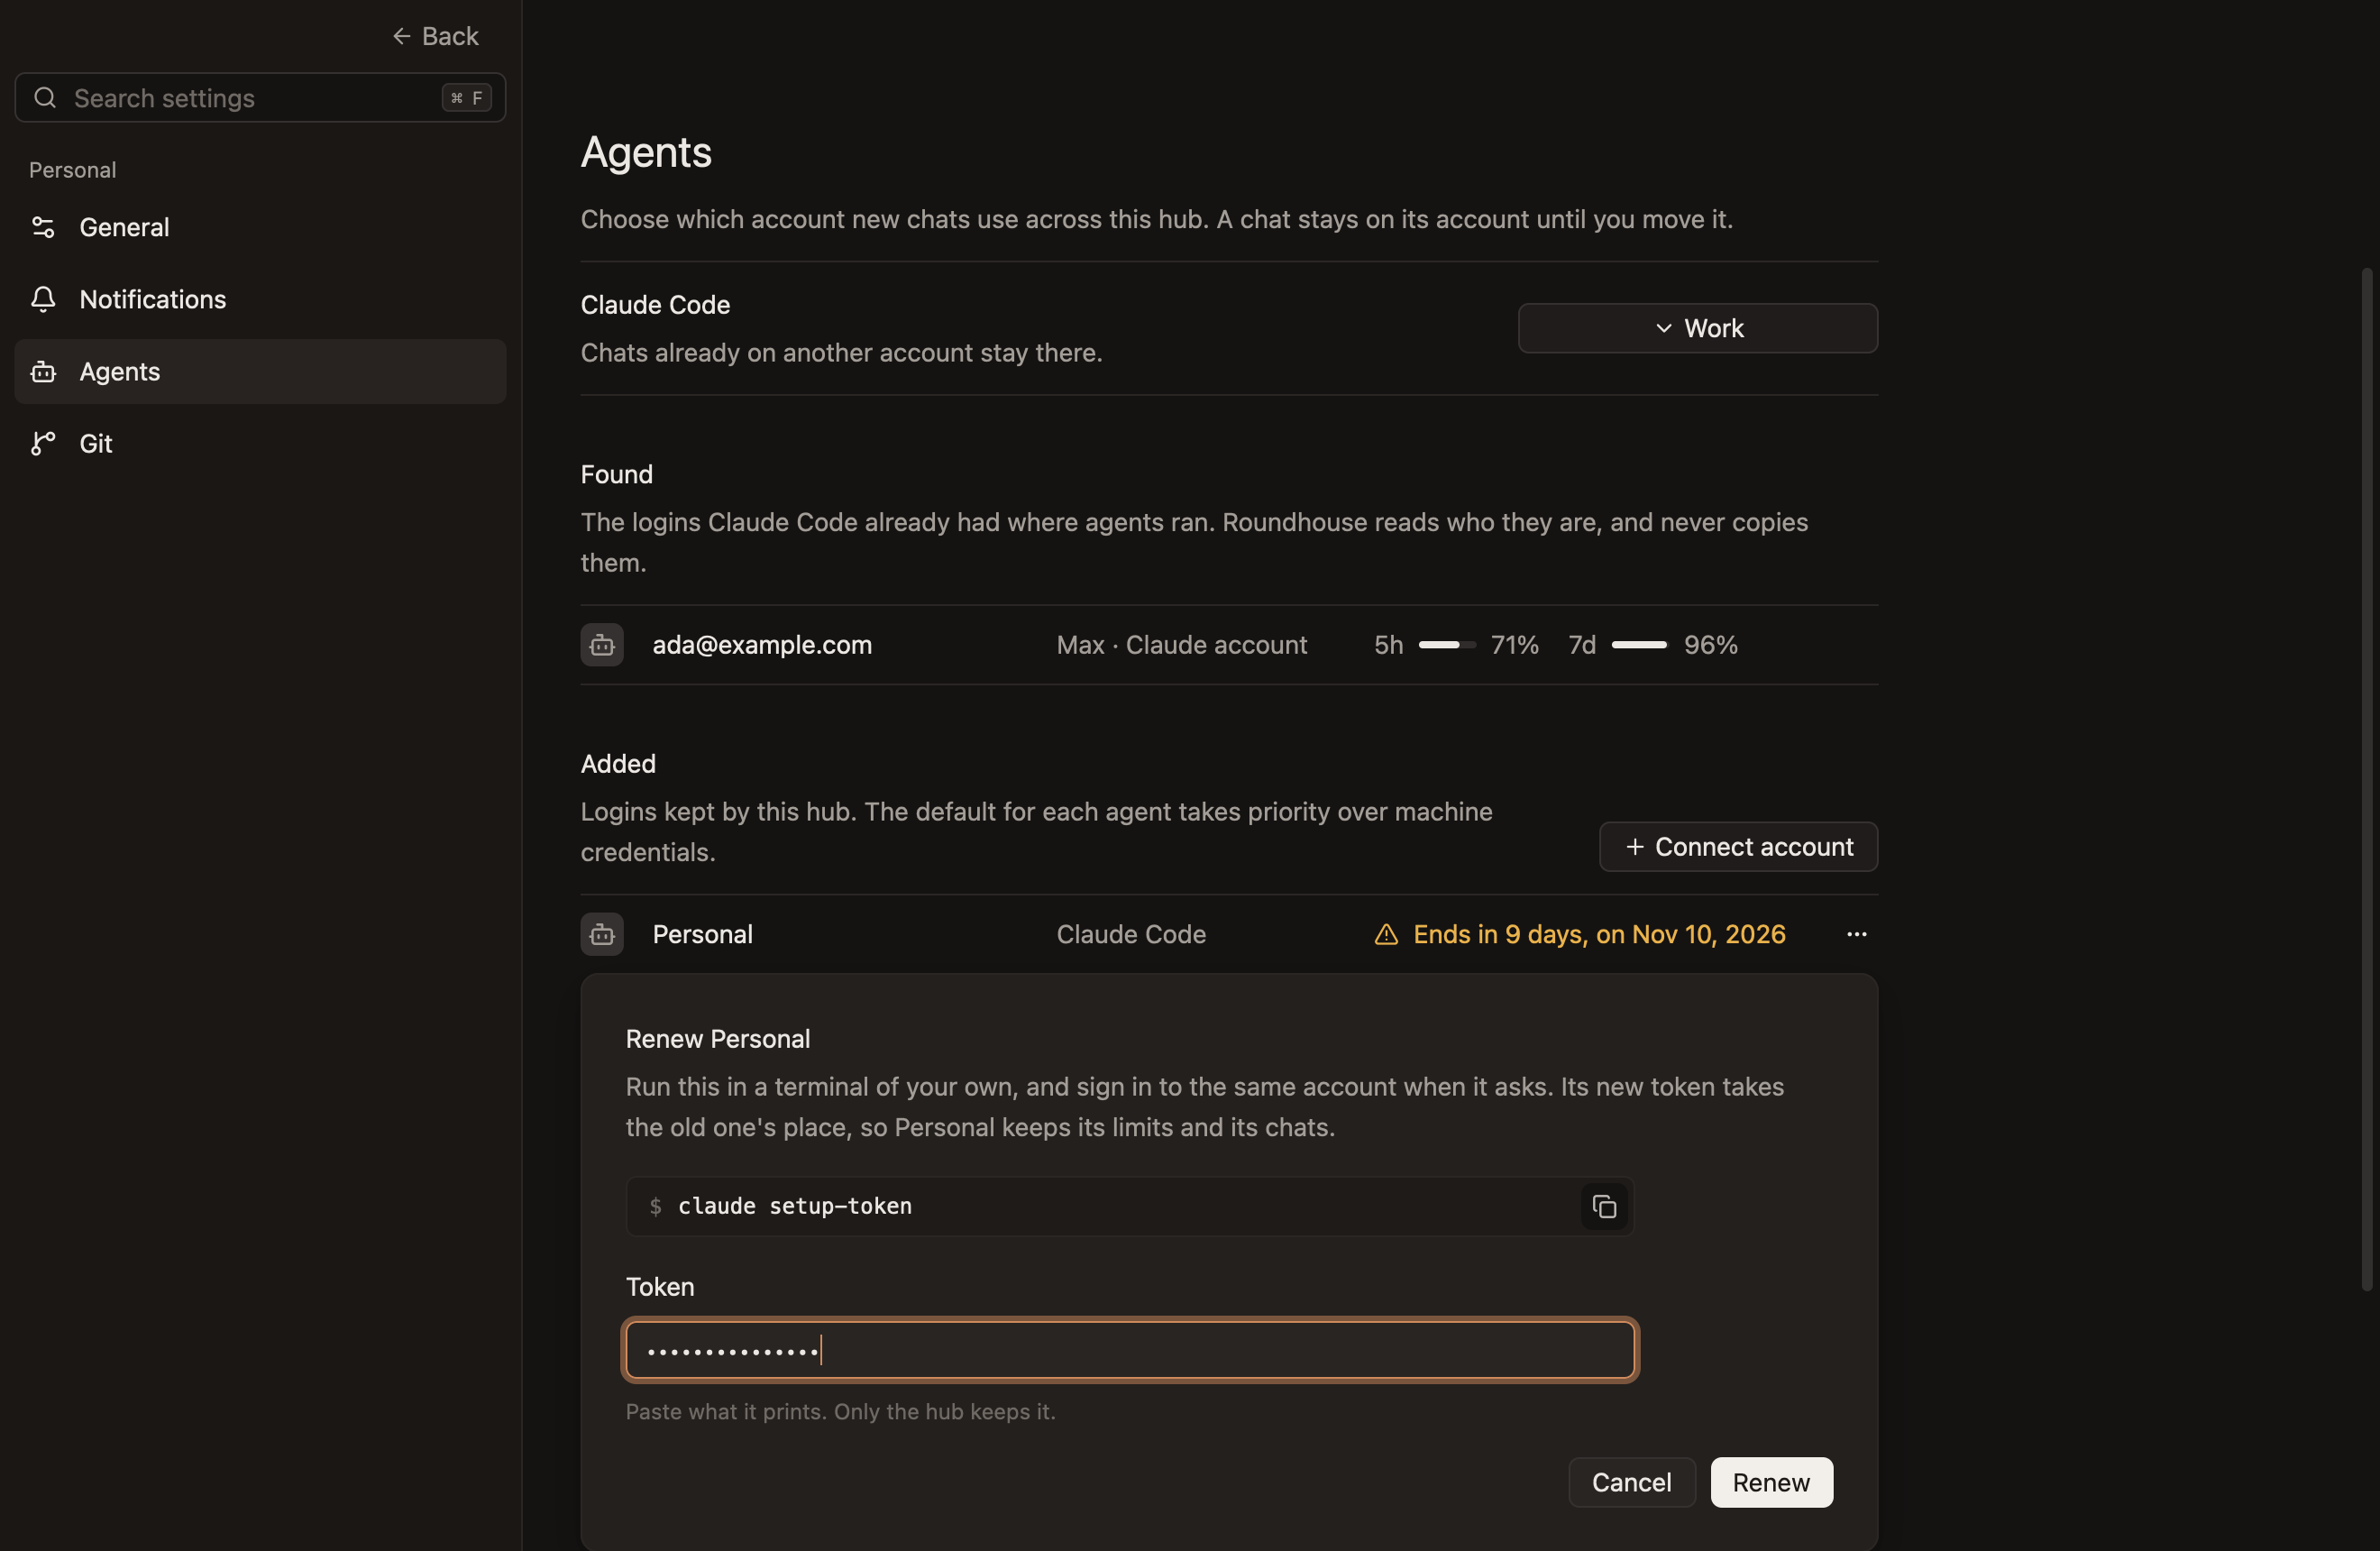 Back
Search settings
⌘ F
Personal
General
Notifications
Agents
Git
Agents
Choose which account new chats use across this hub. A chat stays on its account until you move it.
Claude Code
Chats already on another account stay there.
Work
Found
The logins Claude Code already had where agents ran. Roundhouse reads who they are, and never copies
them.
ada@example.com
Max · Claude account
5h 71% 7d 96%
Added
Logins kept by this hub. The default for each agent takes priority over machine
credentials.
+ Connect account
Personal
Claude Code
Ends in 9 days, on Nov 10, 2026
Renew Personal
Run this in a terminal of your own, and sign in to the same account when it asks. Its new token takes
the old one's place, so Personal keeps its limits and its chats.
$ claude setup-token
Token
•••••••••••••••
Paste what it prints. Only the hub keeps it.
Cancel
Renew